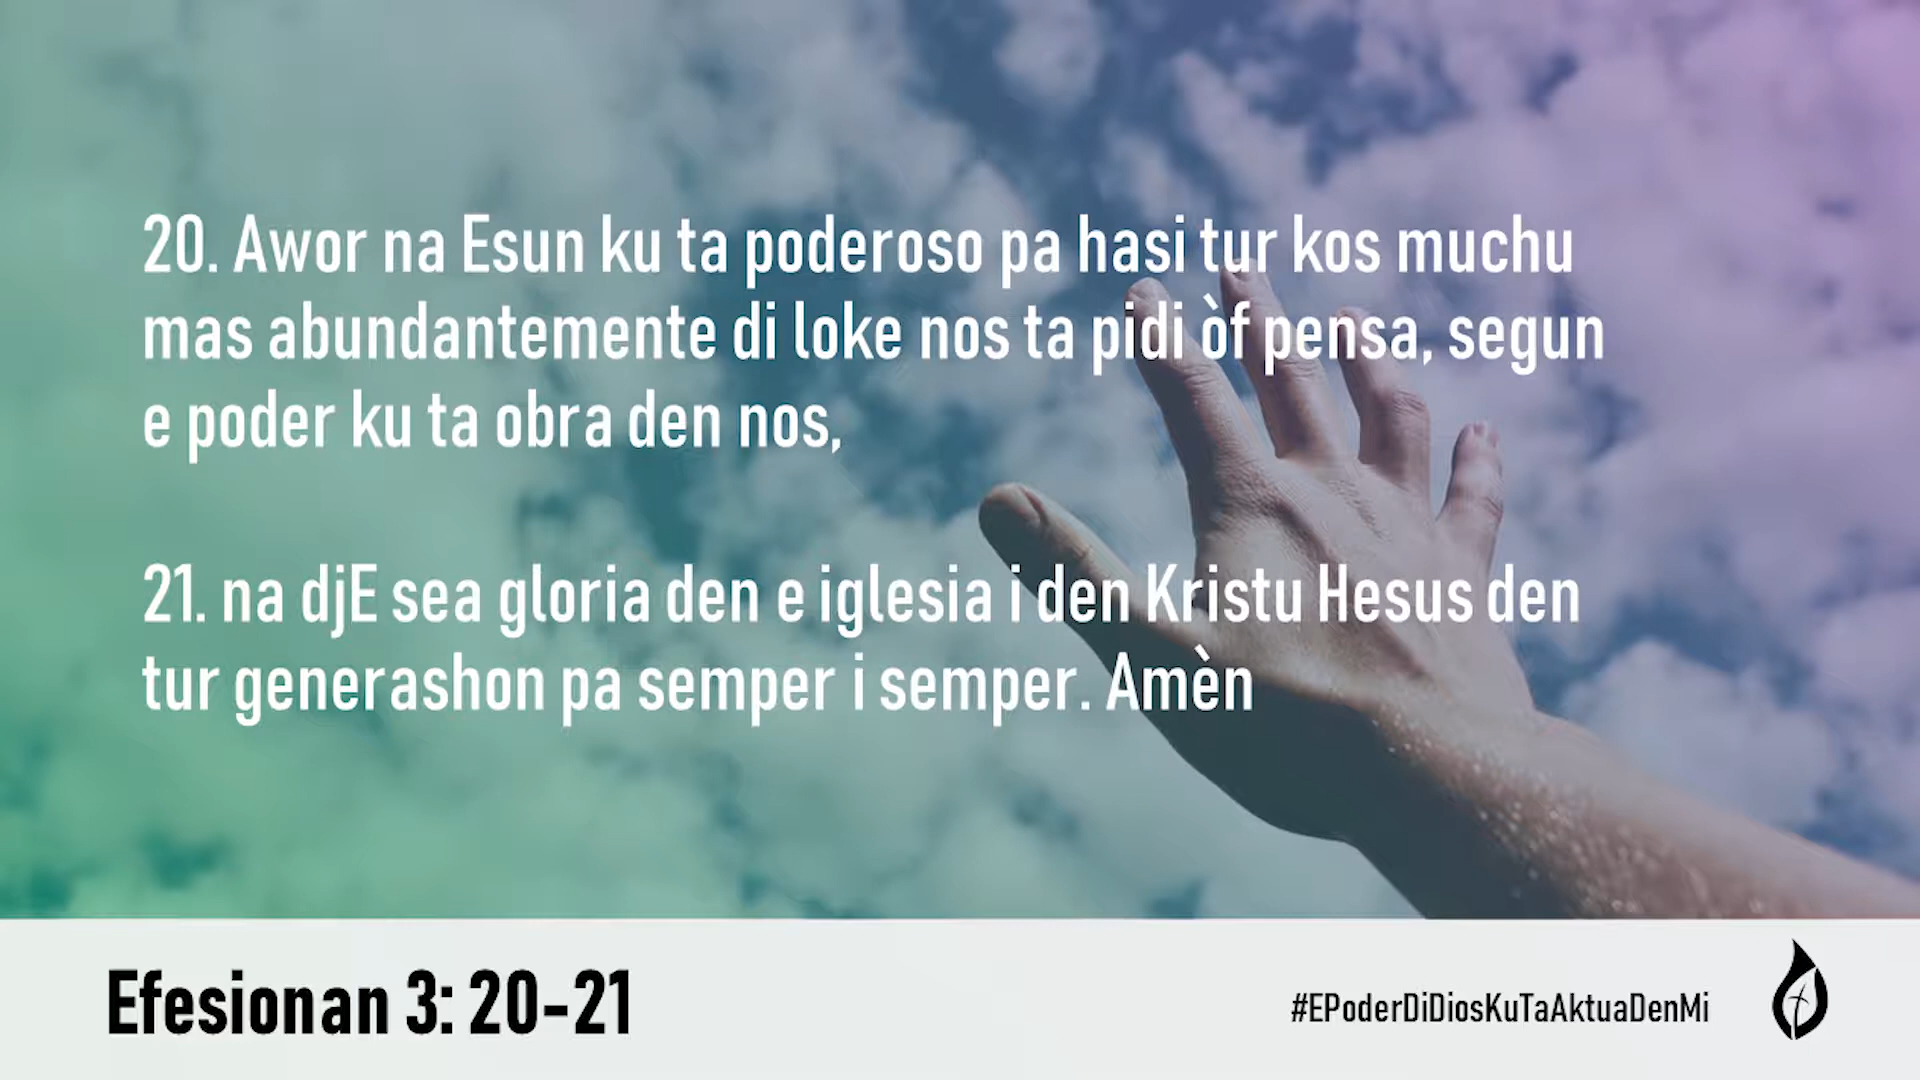 20. Awor na Esun ku ta poderoso pa hasi tur kos muchu
mas abundantemente di loke nos ta pidi òf pensa, segun
e poder ku ta obra den nos,
21. na djE sea gloria den e iglesia i den Kristu Hesus den
tur generashon pa semper i semper. Amèn
Efesionan 3: 20-21
#EPoderDiDiosKuTaAktuaDenMi